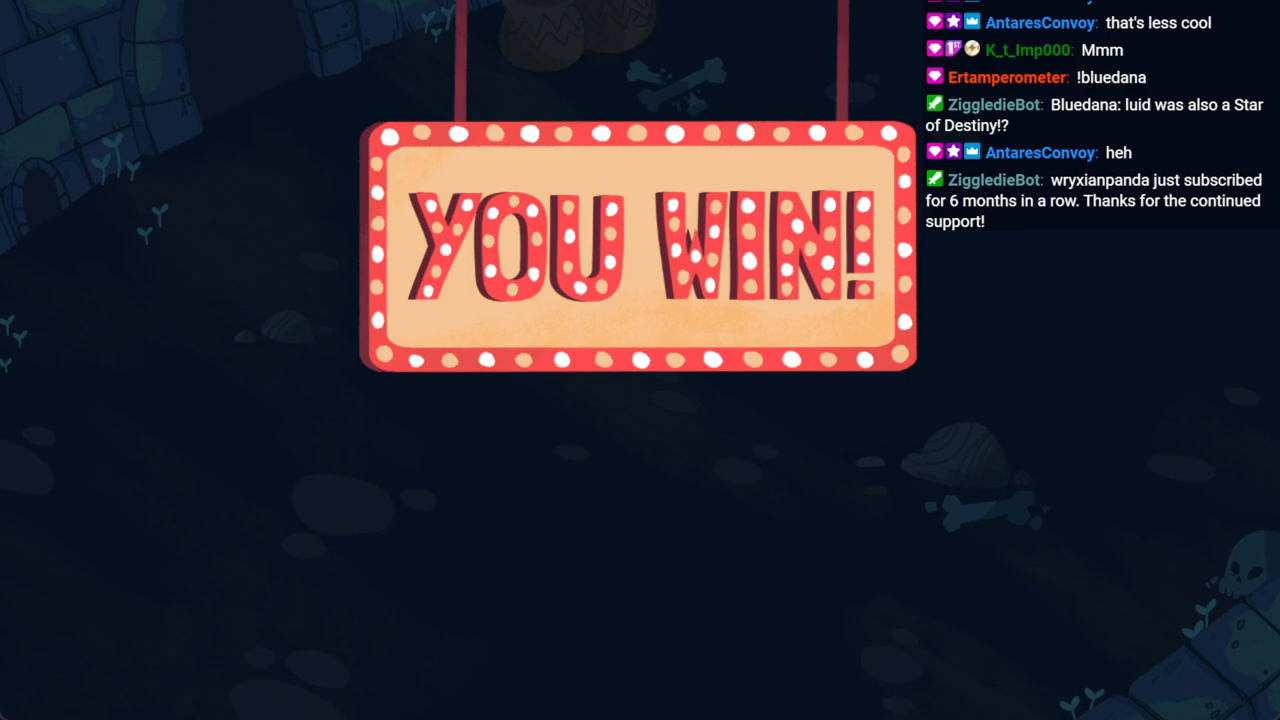 AntaresConvoy: that's less cool
K_t_Imp000: Mmm
Ertamperometer: !bluedana
ZiggledieBot: Bluedana: luid was also a Star
of Destiny!?
AntaresConvoy: heh
ZiggledieBot: wryxianpanda just subscribed
for 6 months in a row. Thanks for the continued
support!
YOU WIN!